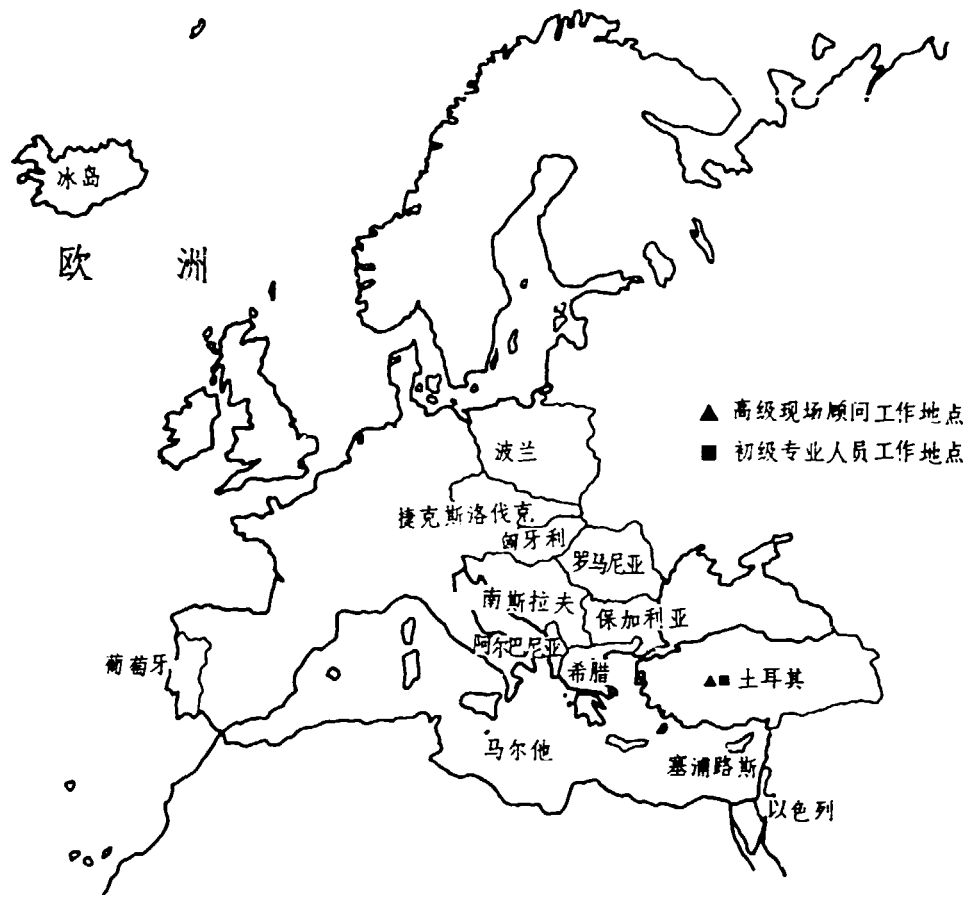 冰岛
欧 洲
▲ 高级现场顾问工作地点
■ 初级专业人员工作地点
波兰
捷克斯洛伐克
匈牙利
罗马尼亚
南斯拉夫
保加利亚
阿尔巴尼亚
葡萄牙
希腊
▲■土耳其
马尔他
塞浦路斯
以色列